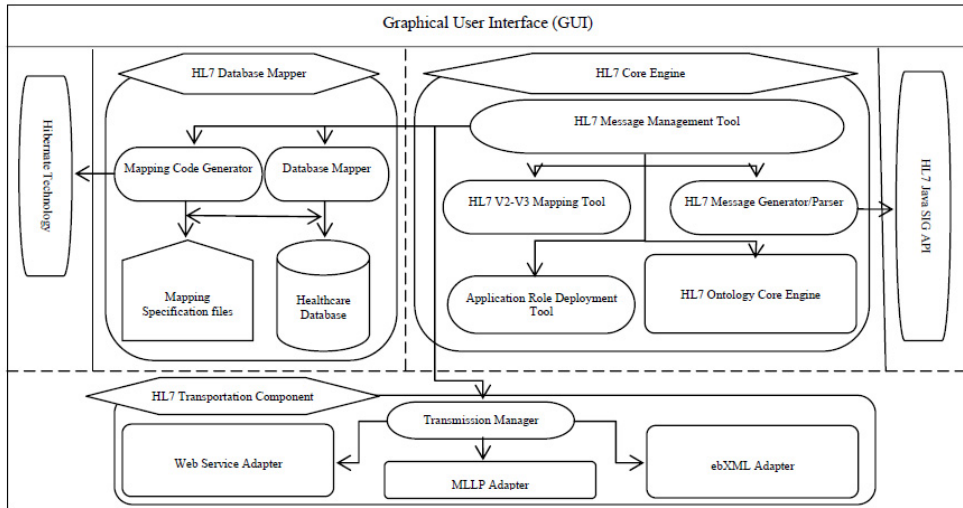 Graphical User Interface (GUI)
HL7 Database Mapper
HL7 Core Engine
Hibernate Technology
HL7 Message Management Tool
Mapping Code Generator
Database Mapper
HL7 V2-V3 Mapping Tool
HL7 Message Generator/Parser
HL7 Java SIG API
Mapping
Specification files
Healthcare
Database
Application Role Deployment
Tool
HL7 Ontology Core Engine
HL7 Transportation Component
Transmission Manager
Web Service Adapter
MLLP Adapter
ebXML Adapter